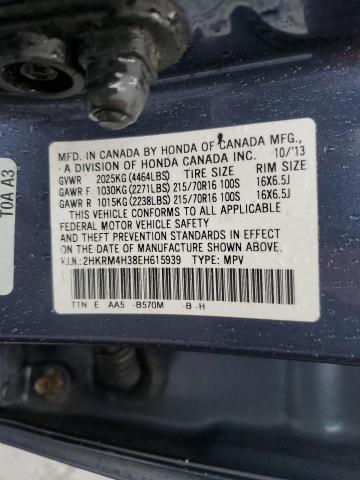 MFD. IN CANADA BY HONDA OF CANADA MFG.,
- A DIVISION OF HONDA CANADA INC. 10/'13
GVWR 2025KG (4464LBS) TIRE SIZE RIM SIZE
GAWR F 1030KG (2271LBS) 215/70R16 100S 16X6.5J
GAWR R 1015KG (2238LBS) 215/70R16 100S 16X6.5J
THIS VEHICLE CONFORMS TO ALL APPLICABLE
FEDERAL MOTOR VEHICLE SAFETY
AND THEFT PREVENTION STANDARDS IN EFFECT
ON THE DATE OF MANUFACTURE SHOWN ABOVE.
V.I.N.: 2HKRM4H38EH615939 TYPE: MPV
T1N E AA5 -B570M -B -H
TOA A3